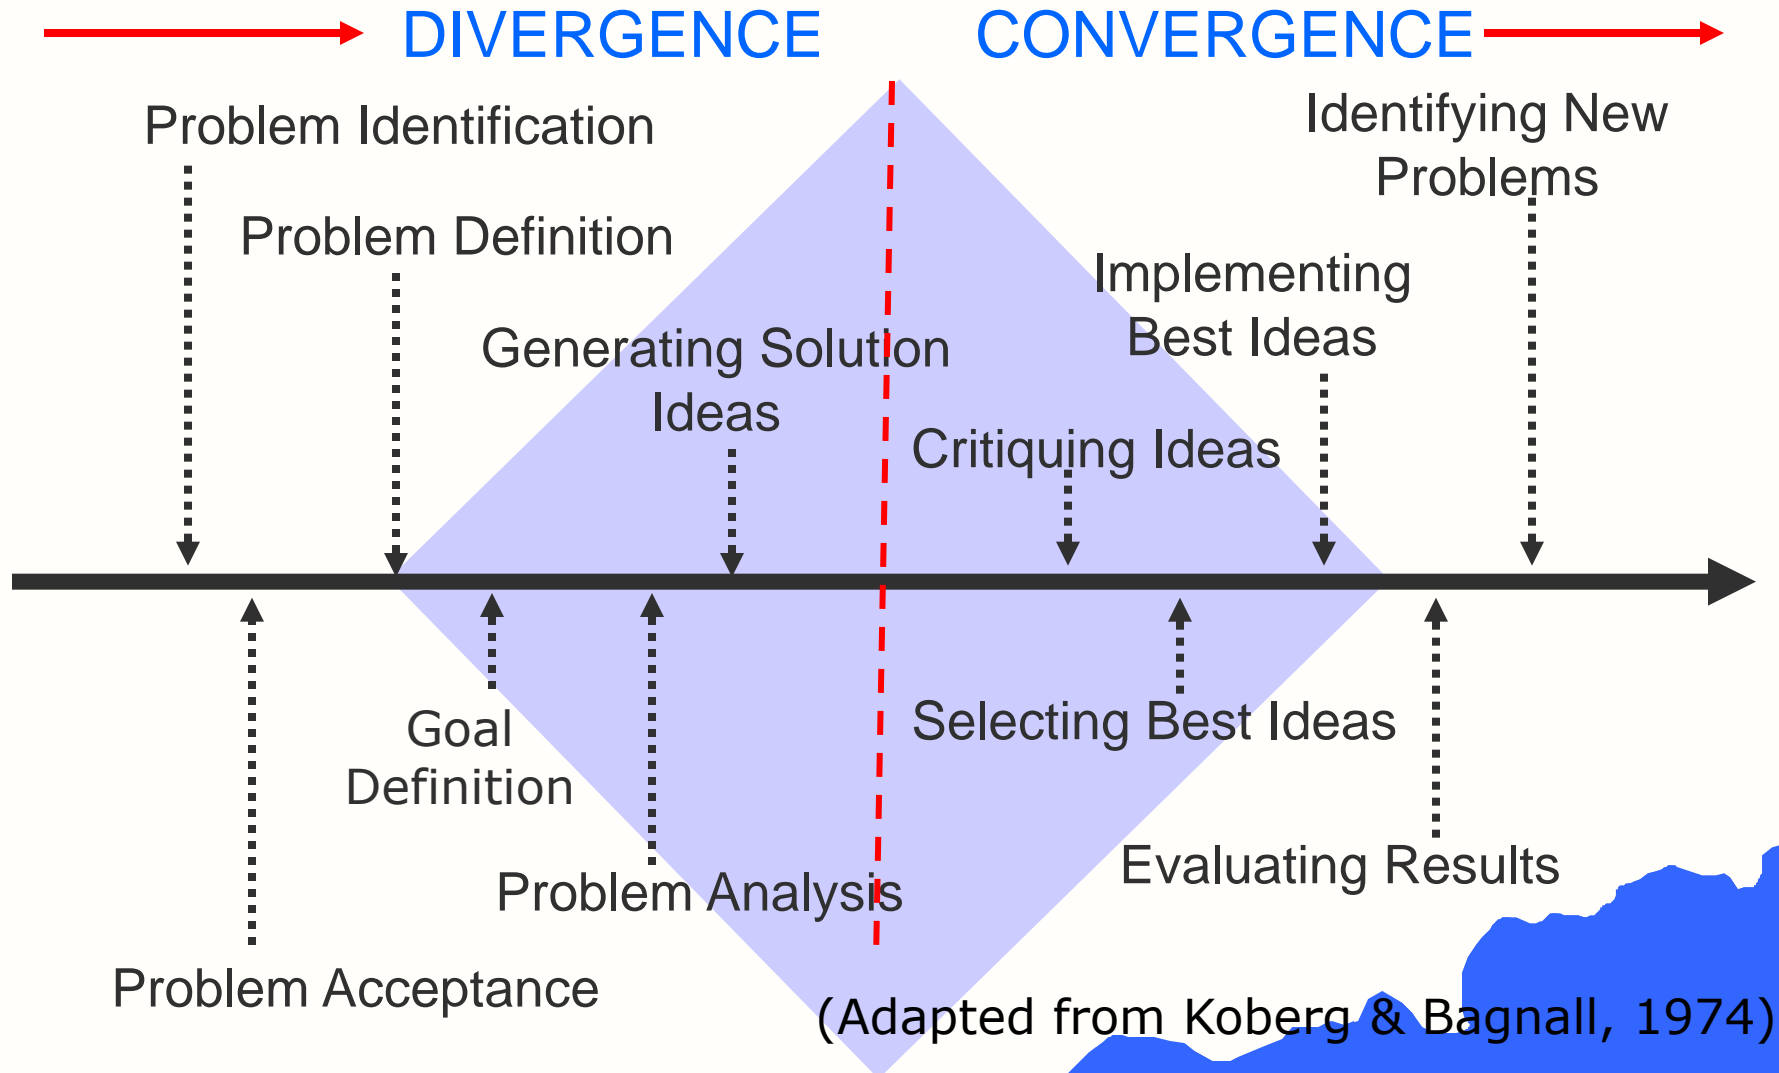 DIVERGENCE
CONVERGENCE
Problem Identification
Identifying New
Problems
Problem Definition
Implementing
Best Ideas
Generating Solution
Ideas
Critiquing Ideas
Goal
Definition
Selecting Best Ideas
Problem Analysis
Evaluating Results
Problem Acceptance
(Adapted from Koberg & Bagnall, 1974)